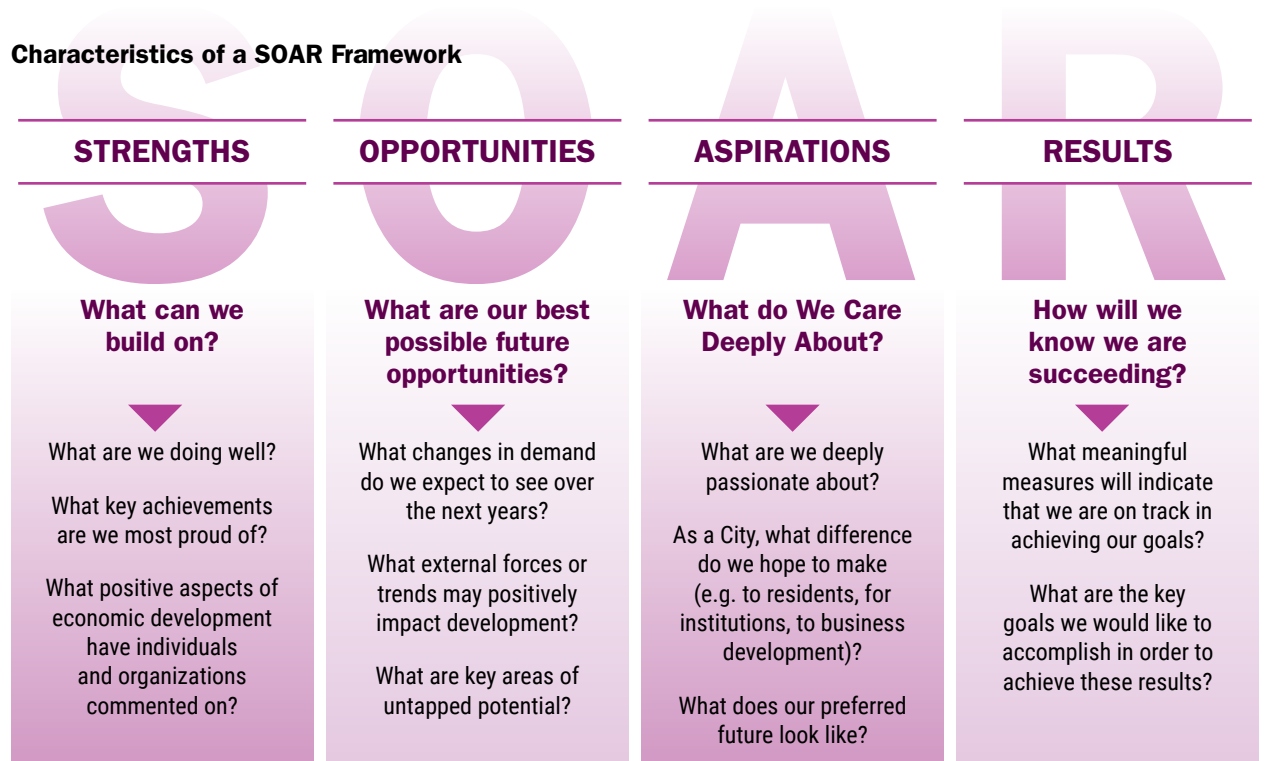 Characteristics of a SOAR Framework
STRENGTHS
What can we
build on?
What are we doing well?
What key achievements
are we most proud of?
What positive aspects of
economic development
have individuals
and organizations
commented on?
OPPORTUNITIES
What are our best
possible future
opportunities?
What changes in demand
do we expect to see over
the next years?
What external forces or
trends may positively
impact development?
What are key areas of
untapped potential?
ASPIRATIONS
What do We Care
Deeply About?
What are we deeply
passionate about?
As a City, what difference
do we hope to make
(e.g. to residents, for
institutions, to business
development)?
What does our preferred
future look like?
RESULTS
How will we
know we are
succeeding?
What meaningful
measures will indicate
that we are on track in
achieving our goals?
What are the key
goals we would like to
accomplish in order to
achieve these results?
S O A R